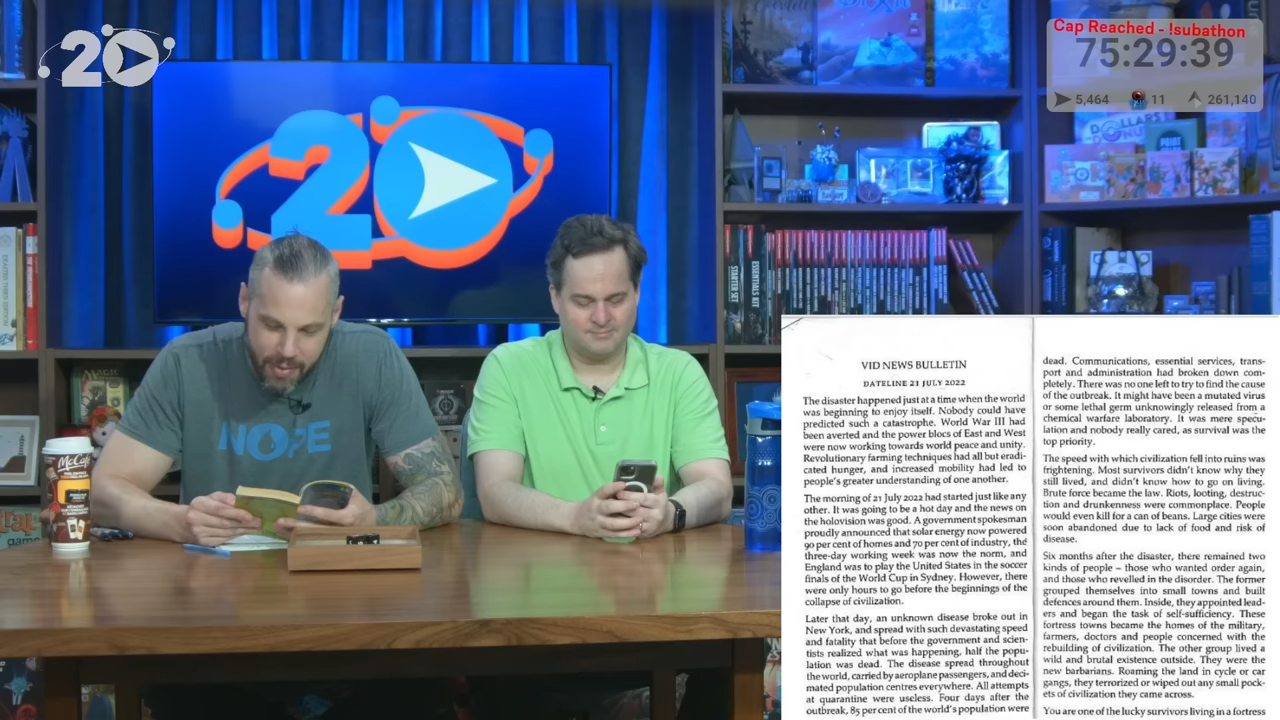 20
Cap Reached - !subathon
75:29:39
5,464 11 261,140
20
STARTER SET
ESSENTIALS KIT
NOPE
McCafé
VID NEWS BULLETIN
DATELINE 21 JULY 2022
The disaster happened just at a time when the world
was beginning to enjoy itself. Nobody could have
predicted such a catastrophe. World War III had
been averted and the power blocs of East and West
were now working towards world peace and unity.
Revolutionary farming techniques had all but eradi-
cated hunger, and increased mobility had led to
people's greater understanding of one another.
The morning of 21 July 2022 had started just like any
other. It was going to be a hot day and the news on
the holovision was good. A government spokesman
proudly announced that solar energy now powered
90 per cent of homes and 70 per cent of industry, the
three-day working week was now the norm, and
England was to play the United States in the soccer
finals of the World Cup in Sydney. However, there
were only hours to go before the beginnings of the
collapse of civilization.
Later that day, an unknown disease broke out in
New York, and spread with such devastating speed
and fatality that before the government and scien-
tists realized what was happening, half the popu-
lation was dead. The disease spread throughout
the world, carried by aeroplane passengers, and deci-
mated population centres everywhere. All attempts
at quarantine were useless. Four days after the
outbreak, 85 per cent of the world's population were
dead. Communications, essential services, trans-
port and administration had broken down com-
pletely. There was no one left to try to find the cause
of the outbreak. It might have been a mutated virus
or some lethal germ unknowingly released from a
chemical warfare laboratory. It was mere specu-
lation and nobody really cared, as survival was the
top priority.
The speed with which civilization fell into ruins was
frightening. Most survivors didn't know why they
still lived, and didn't know how to go on living.
Brute force became the law. Riots, looting, destruc-
tion and drunkenness were commonplace. People
would even kill for a can of beans. Large cities were
soon abandoned due to lack of food and risk of
disease.
Six months after the disaster, there remained two
kinds of people – those who wanted order again,
and those who revelled in the disorder. The former
grouped themselves into small towns and built
defences around them. Inside, they appointed lead-
ers and began the task of self-sufficiency. These
fortress towns became the homes of the military,
farmers, doctors and people concerned with the
rebuilding of civilization. The other group lived a
wild and brutal existence outside. They were the
new barbarians. Roaming the land in cycle or car
gangs, they terrorized or wiped out any small pock-
ets of civilization they came across.
You are one of the lucky survivors living in a fortress